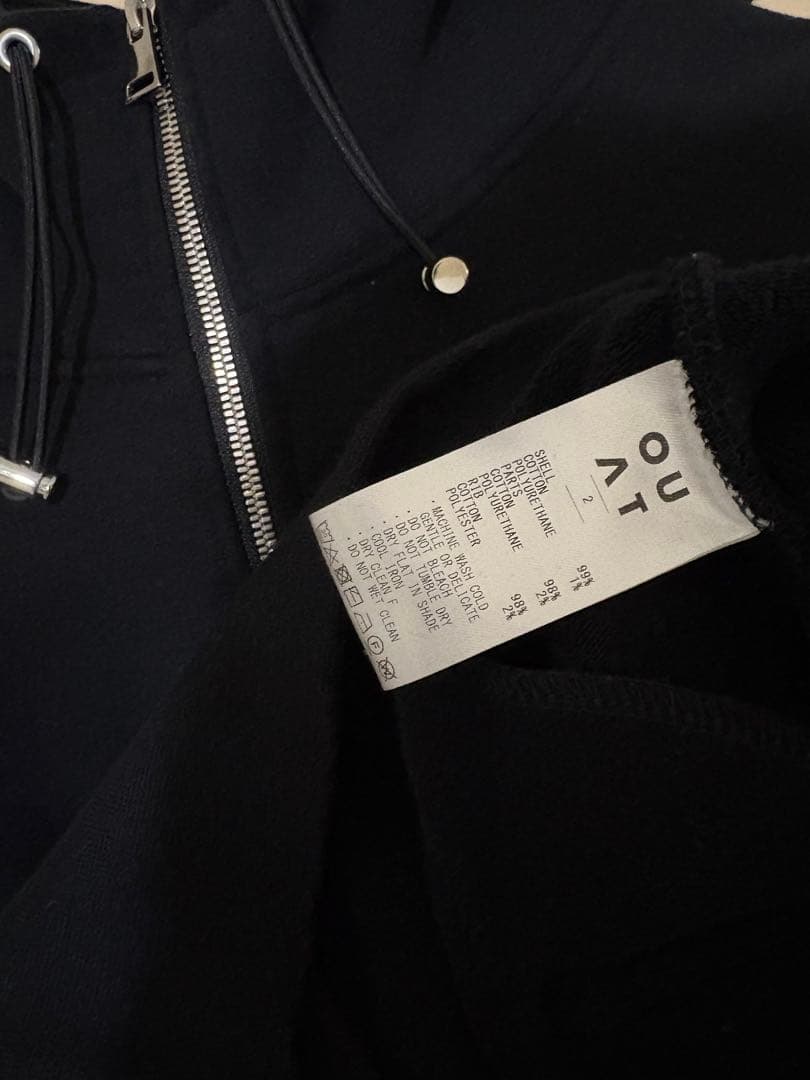 O U
Λ T
2
SHELL
COTTON 99%
POLYURETHANE 1%
PARTS
COTTON 98%
POLYURETHANE 2%
RIB
COTTON 98%
POLYESTER 2%
・MACHINE WASH COLD
GENTLE OR DELICATE
・DO NOT BLEACH
・DO NOT TUMBLE DRY
・DRY FLAT IN SHADE
・COOL IRON
・DRY CLEAN F
・DO NOT WET CLEAN
F